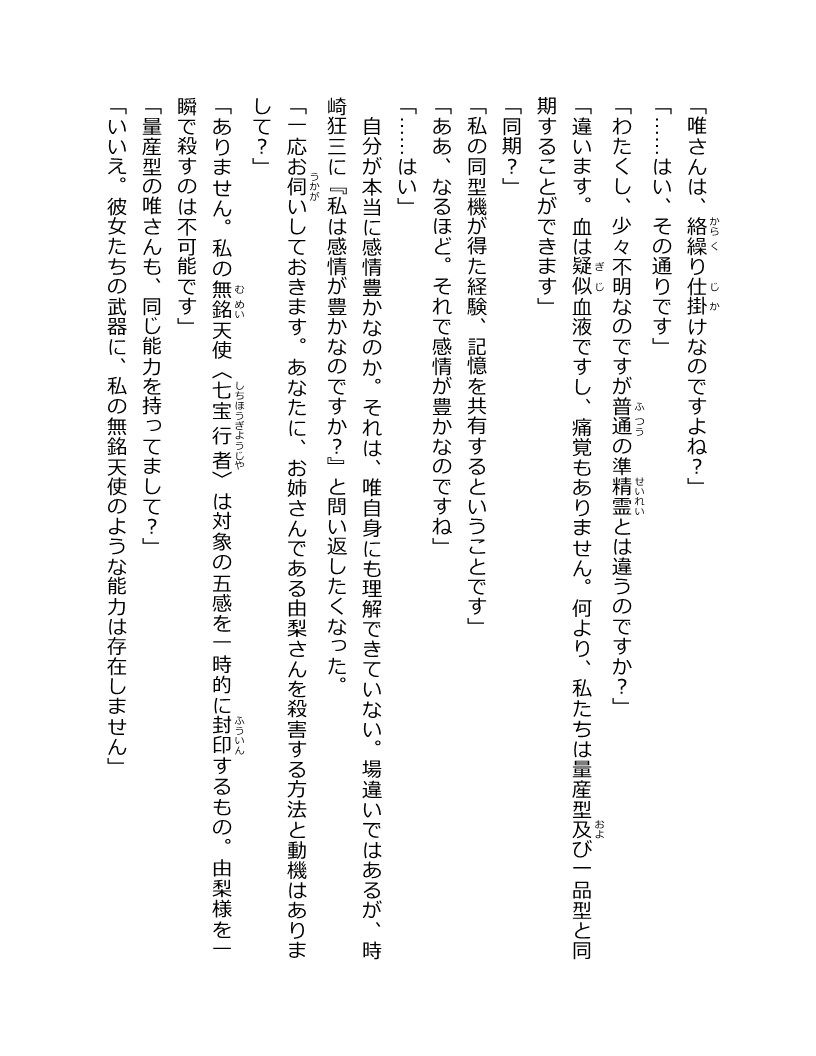 「唯さんは、絡繰り仕掛けなのですよね？」
「……はい、その通りです」
「わたくし、少々不明なのですが普通の準精霊とは違うのですか？」
「違います。血は疑似血液ですし、痛覚もありません。何より、私たちは量産型及び一品型と同
期することができます」
「同期？」
「私の同型機が得た経験、記憶を共有するということです」
「ああ、なるほど。それで感情が豊かなのですね」
「……はい」
　自分が本当に感情豊かなのか。それは、唯自身にも理解できていない。場違いではあるが、時
崎狂三に『私は感情が豊かなのですか？』と問い返したくなった。
「一応お伺いしておきます。あなたに、お姉さんである由梨さんを殺害する方法と動機はありま
して？」
「ありません。私の無銘天使〈七宝行者〉は対象の五感を一時的に封印するもの。由梨様を一
瞬で殺すのは不可能です」
「量産型の唯さんも、同じ能力を持ってまして？」
「いいえ。彼女たちの武器に、私の無銘天使のような能力は存在しません」